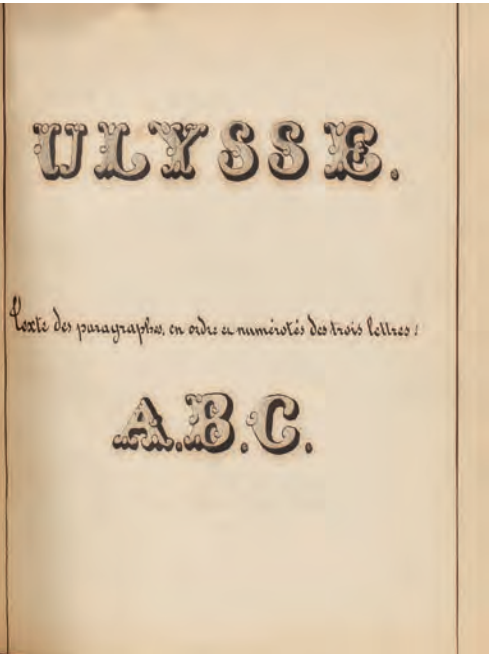 ULYSSE.
Texte des paragraphes, en ordre et numérotés des trois lettres :
A.B.C.